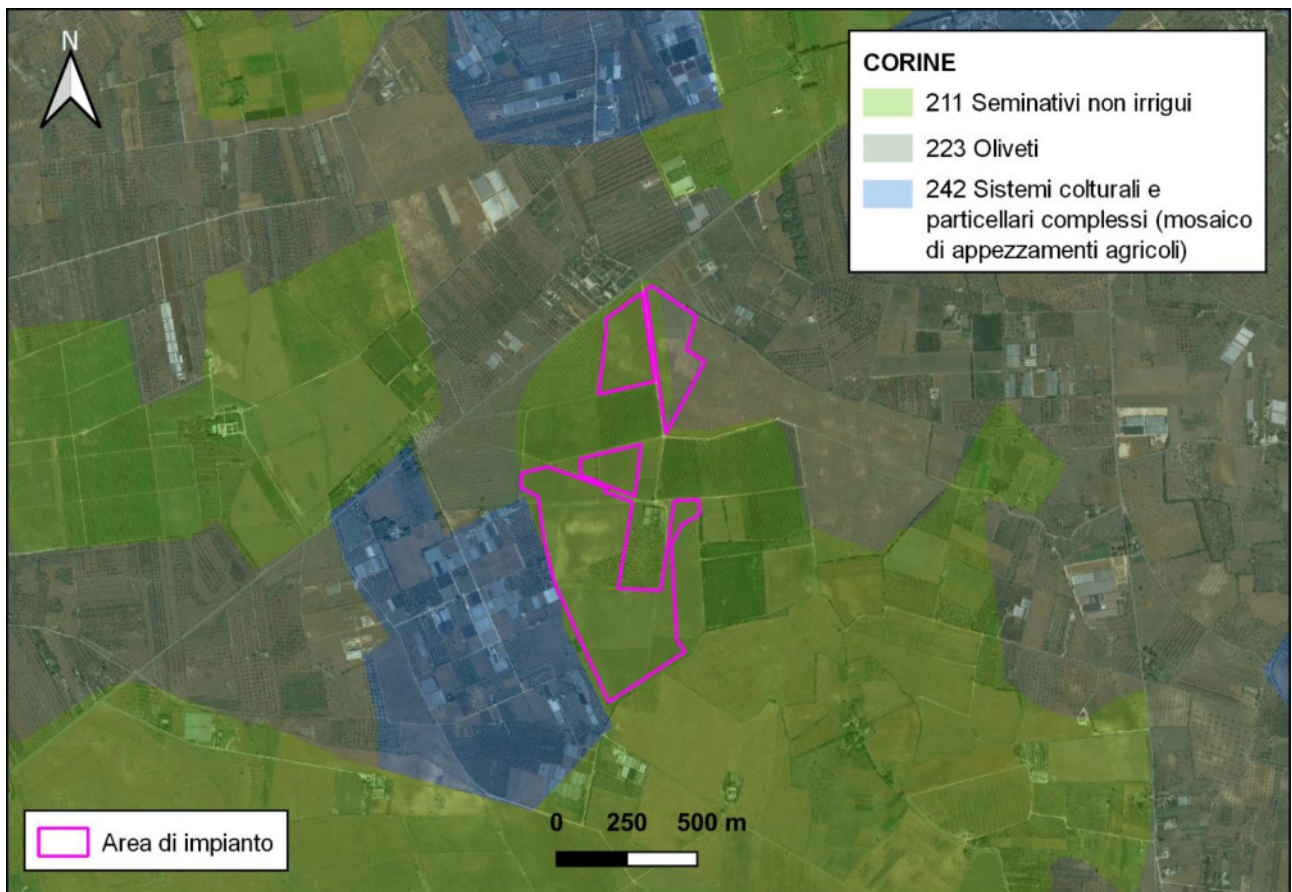 N
CORINE
211 Seminativi non irrigui
223 Oliveti
242 Sistemi colturali e
particellari complessi (mosaico
di appezzamenti agricoli)
Area di impianto
0 250 500 m